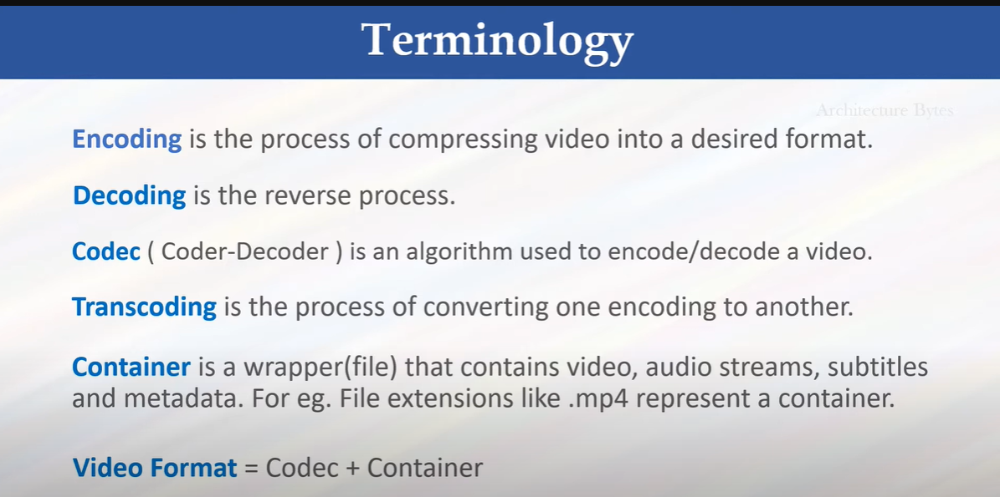 Terminology
Architecture Bytes
Encoding is the process of compressing video into a desired format.
Decoding is the reverse process.
Codec ( Coder-Decoder ) is an algorithm used to encode/decode a video.
Transcoding is the process of converting one encoding to another.
Container is a wrapper(file) that contains video, audio streams, subtitles
and metadata. For eg. File extensions like .mp4 represent a container.
Video Format = Codec + Container